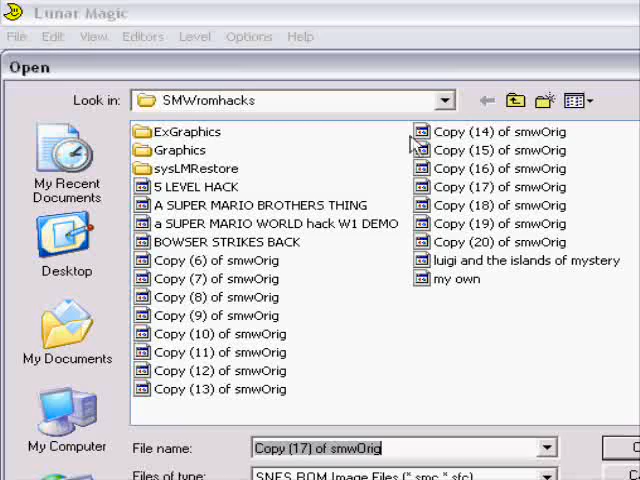 Lunar Magic
File Edit View Editors Level Options Help
Open
Look in: SMWromhacks
My Recent
Documents
Desktop
My Documents
My Computer
ExGraphics
Graphics
sysLMRestore
5 LEVEL HACK
A SUPER MARIO BROTHERS THING
a SUPER MARIO WORLD hack W1 DEMO
BOWSER STRIKES BACK
Copy (6) of smwOrig
Copy (7) of smwOrig
Copy (8) of smwOrig
Copy (9) of smwOrig
Copy (10) of smwOrig
Copy (11) of smwOrig
Copy (12) of smwOrig
Copy (13) of smwOrig
Copy (14) of smwOrig
Copy (15) of smwOrig
Copy (16) of smwOrig
Copy (17) of smwOrig
Copy (18) of smwOrig
Copy (19) of smwOrig
Copy (20) of smwOrig
luigi and the islands of mystery
my own
File name: Copy (17) of smwOrig
Files of type: SNES ROM Image Files (*.smc,*.sfc)